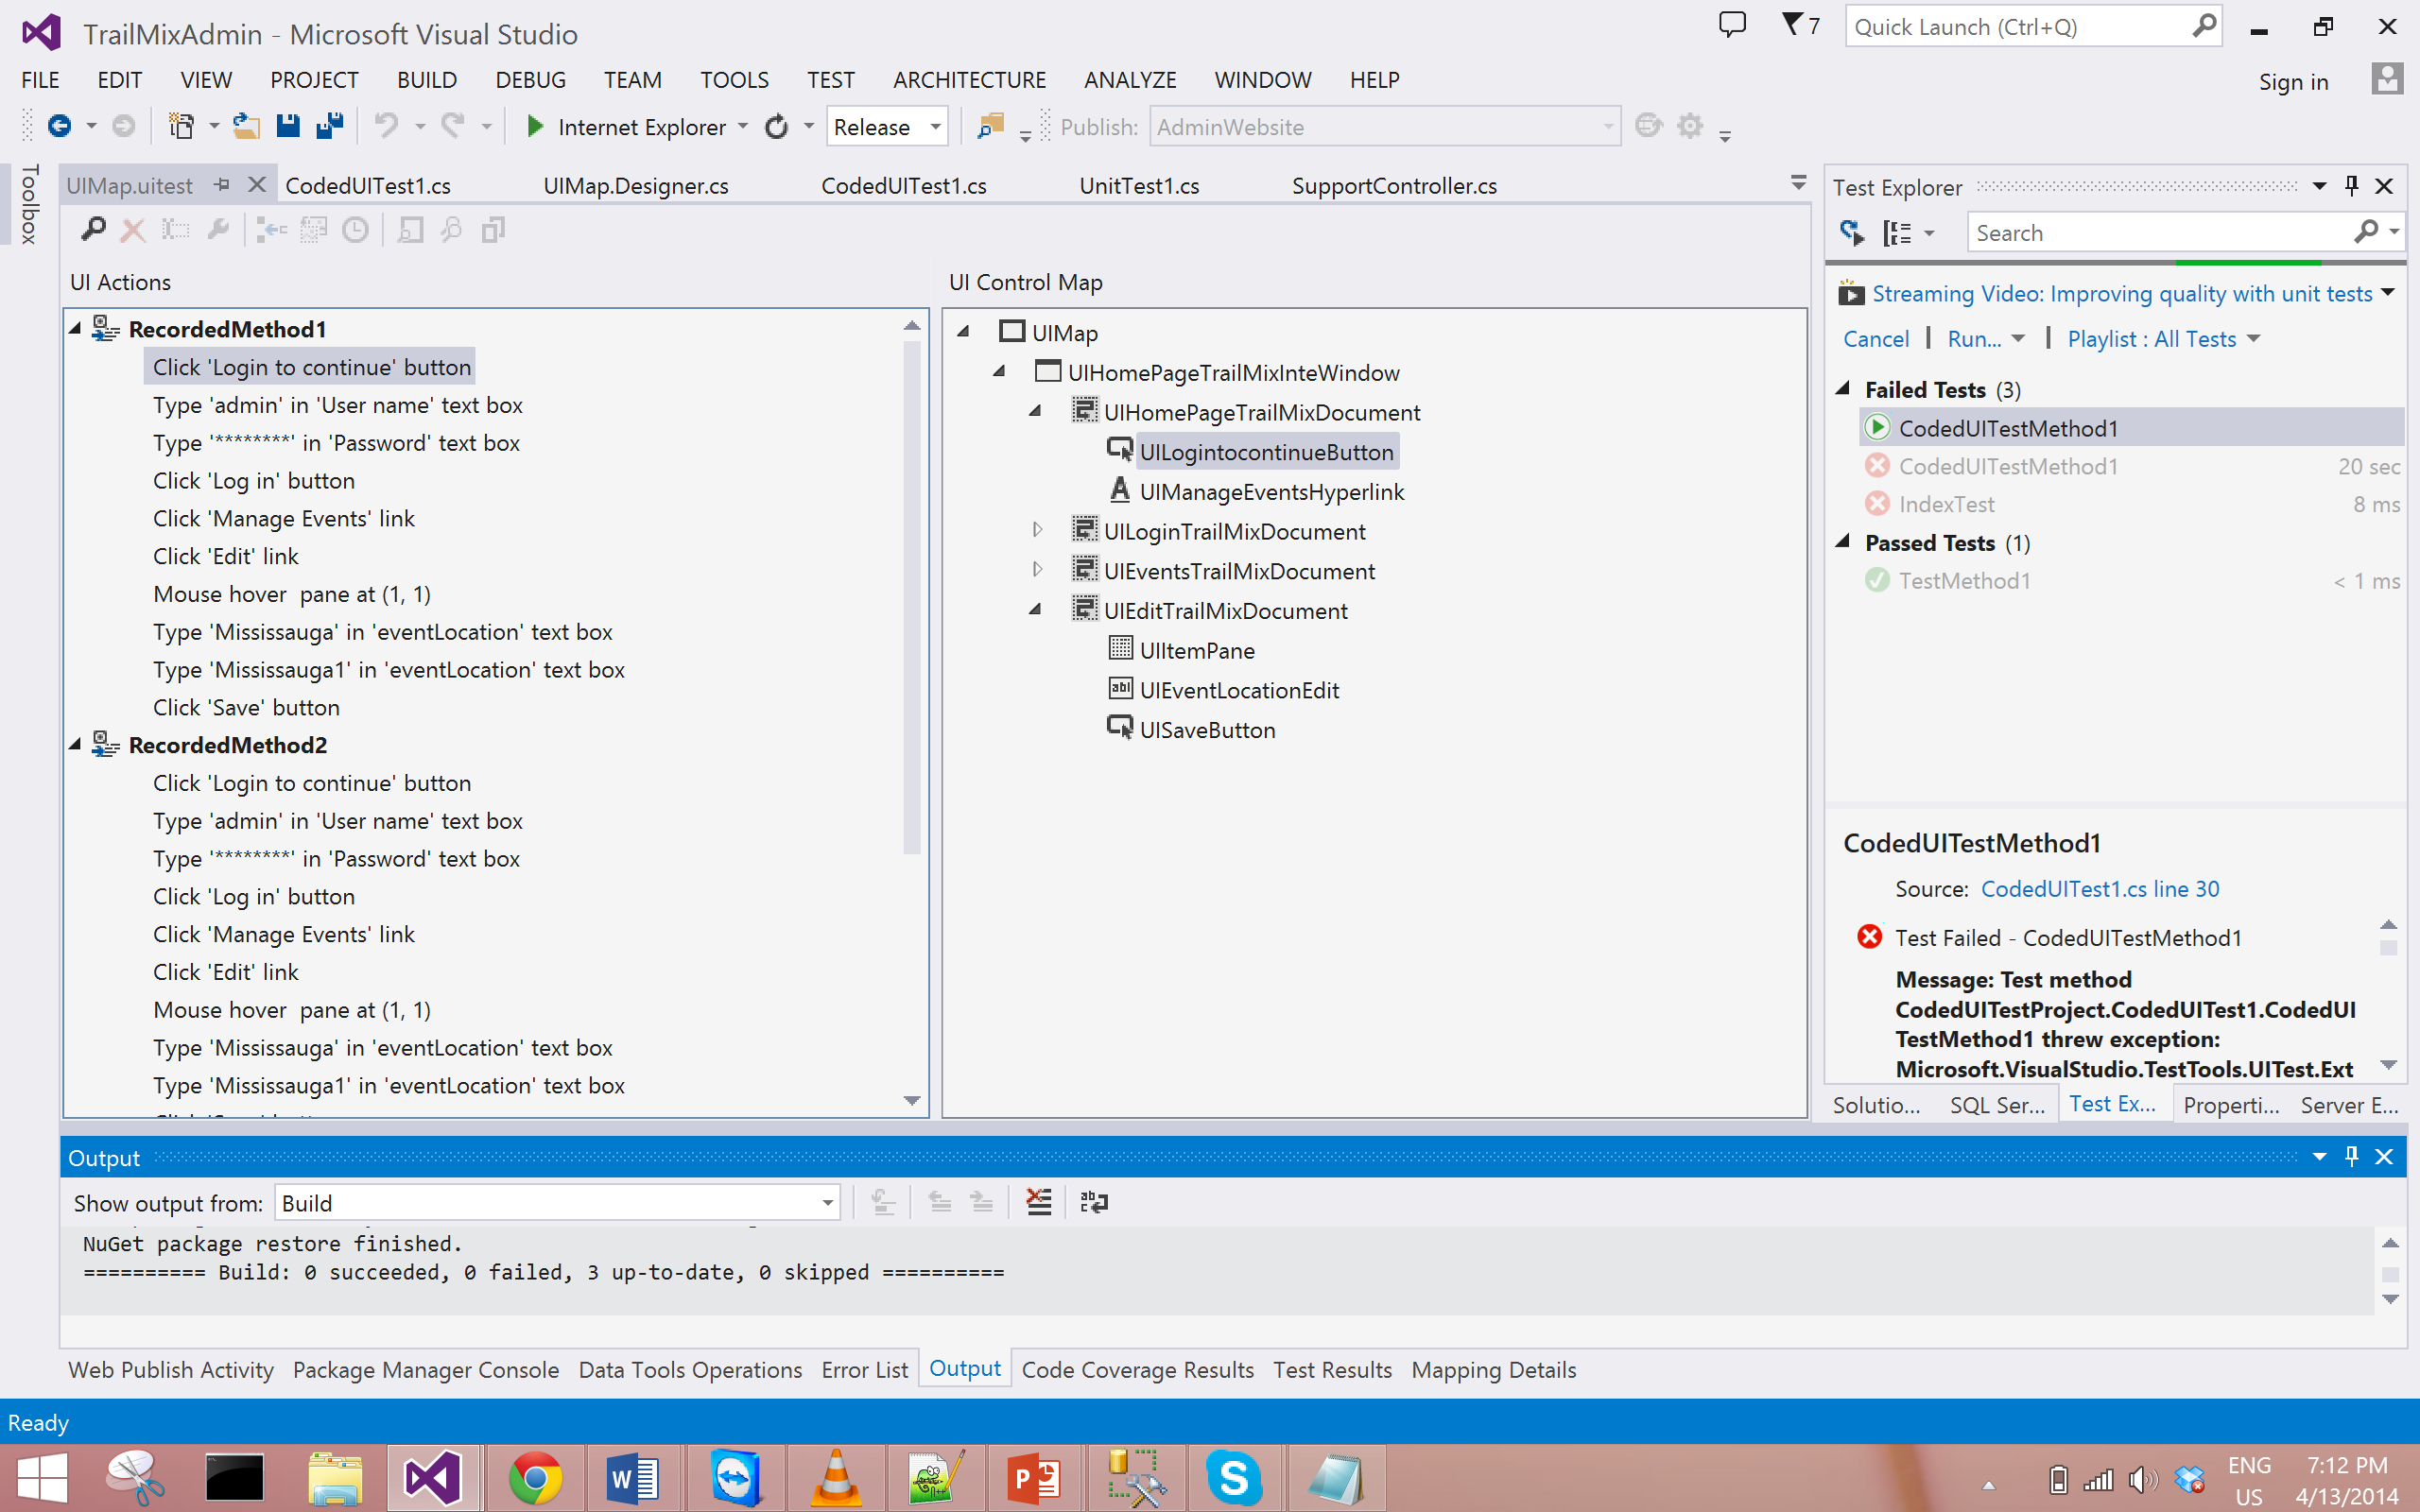 TrailMixAdmin - Microsoft Visual Studio
7
Quick Launch (Ctrl+Q)
FILE EDIT VIEW PROJECT BUILD DEBUG TEAM TOOLS TEST ARCHITECTURE ANALYZE WINDOW HELP
Sign in
Internet Explorer
Release
Publish:
AdminWebsite
Toolbox
UIMap.uitest
CodedUITest1.cs
UIMap.Designer.cs
CodedUITest1.cs
UnitTest1.cs
SupportController.cs
UI Actions
RecordedMethod1
Click 'Login to continue' button
Type 'admin' in 'User name' text box
Type '********' in 'Password' text box
Click 'Log in' button
Click 'Manage Events' link
Click 'Edit' link
Mouse hover  pane at (1, 1)
Type 'Mississauga' in 'eventLocation' text box
Type 'Mississauga1' in 'eventLocation' text box
Click 'Save' button
RecordedMethod2
Click 'Login to continue' button
Type 'admin' in 'User name' text box
Type '********' in 'Password' text box
Click 'Log in' button
Click 'Manage Events' link
Click 'Edit' link
Mouse hover  pane at (1, 1)
Type 'Mississauga' in 'eventLocation' text box
Type 'Mississauga1' in 'eventLocation' text box
UI Control Map
UIMap
UIHomePageTrailMixInteWindow
UIHomePageTrailMixDocument
UILogintocontinueButton
UIManageEventsHyperlink
UILoginTrailMixDocument
UIEventsTrailMixDocument
UIEditTrailMixDocument
UIItemPane
UIEventLocationEdit
UISaveButton
Test Explorer
Search
Streaming Video: Improving quality with unit tests
Cancel | Run... | Playlist : All Tests
Failed Tests (3)
CodedUITestMethod1
CodedUITestMethod1 20 sec
IndexTest 8 ms
Passed Tests (1)
TestMethod1 < 1 ms
CodedUITestMethod1
Source: CodedUITest1.cs line 30
Test Failed - CodedUITestMethod1
Message: Test method
CodedUITestProject.CodedUITest1.CodedUI
TestMethod1 threw exception:
Microsoft.VisualStudio.TestTools.UITest.Ext
Solutio... SQL Ser... Test Ex... Properti... Server E...
Output
Show output from: Build
NuGet package restore finished.
========== Build: 0 succeeded, 0 failed, 3 up-to-date, 0 skipped ==========
Web Publish Activity Package Manager Console Data Tools Operations Error List Output Code Coverage Results Test Results Mapping Details
Ready
ENG
US
7:12 PM
4/13/2014